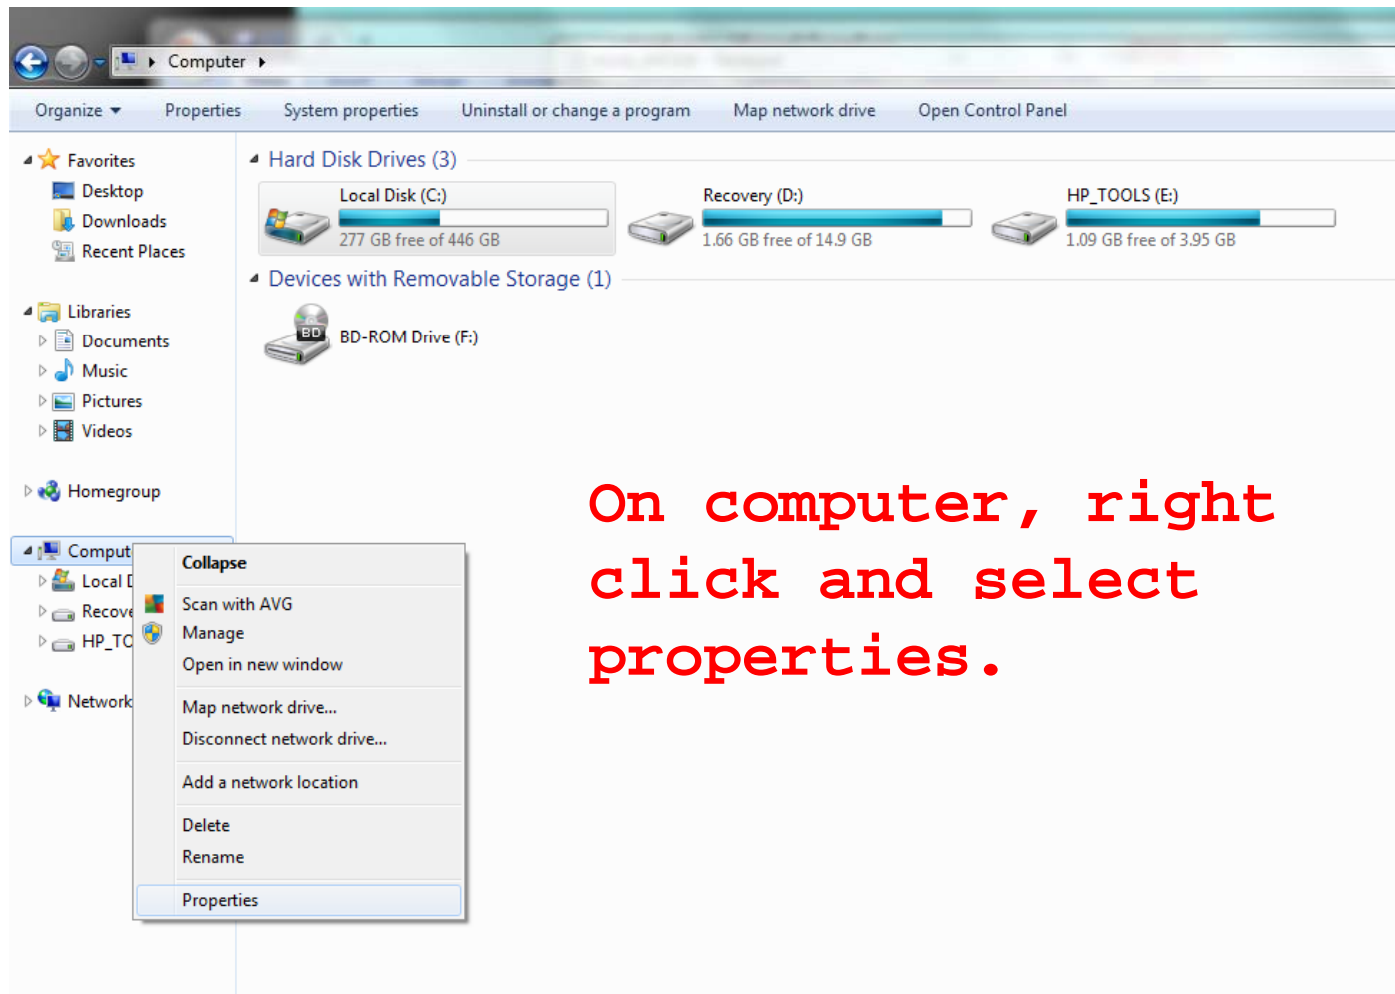 Computer
Organize Properties System properties Uninstall or change a program Map network drive Open Control Panel
Favorites
Desktop
Downloads
Recent Places
Libraries
Documents
Music
Pictures
Videos
Homegroup
Comput
Local D
Recove
HP_TO
Network
Hard Disk Drives (3)
Local Disk (C:)
277 GB free of 446 GB
Recovery (D:)
1.66 GB free of 14.9 GB
HP_TOOLS (E:)
1.09 GB free of 3.95 GB
Devices with Removable Storage (1)
BD
BD-ROM Drive (F:)
Collapse
Scan with AVG
Manage
Open in new window
Map network drive...
Disconnect network drive...
Add a network location
Delete
Rename
Properties
On computer, right
click and select
properties.